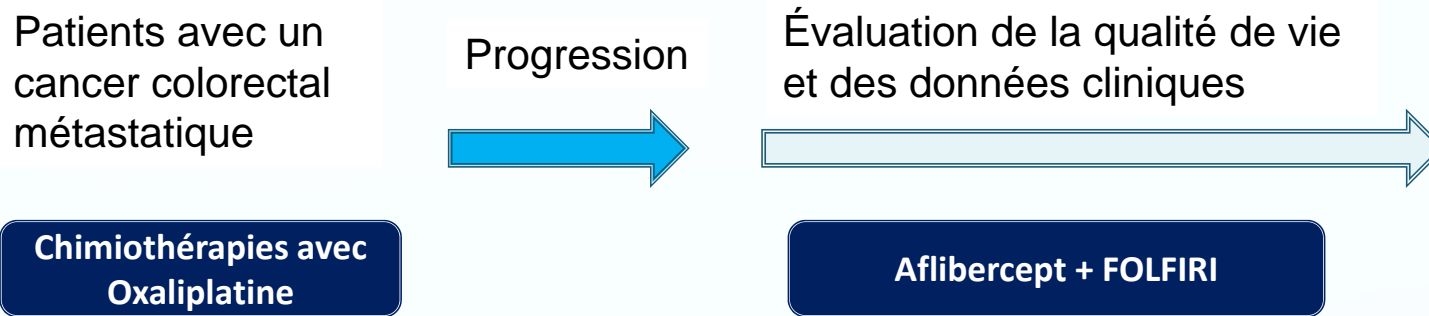 Patients avec un
cancer colorectal
métastatique
Progression
Évaluation de la qualité de vie
et des données cliniques
Chimiothérapies avec
Oxaliplatine
Aflibercept + FOLFIRI